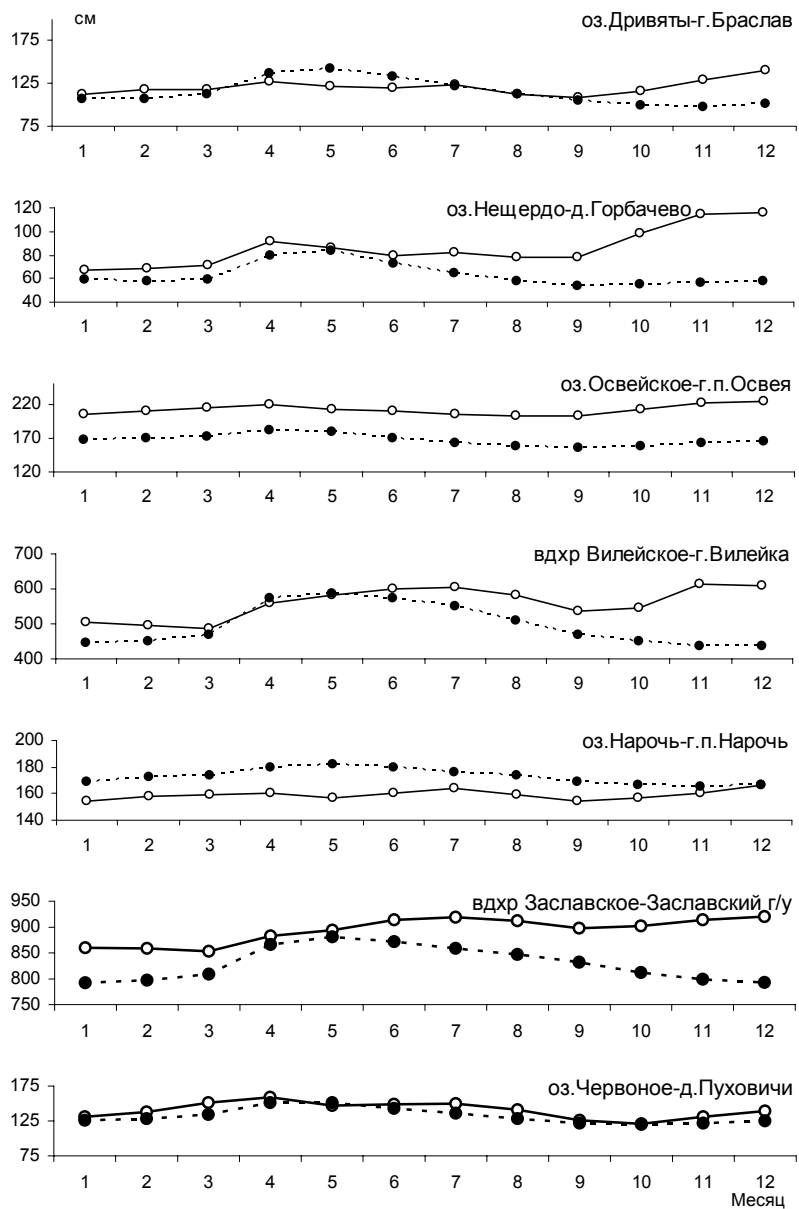 см
оз.Дривяты-г.Браслав
175
125
75
1 2 3 4 5 6 7 8 9 10 11 12
оз.Нещердо-д.Горбачево
120
100
80
60
40
1 2 3 4 5 6 7 8 9 10 11 12
оз.Освейское-г.п.Освея
220
170
120
1 2 3 4 5 6 7 8 9 10 11 12
вдхр Вилейское-г.Вилейка
700
600
500
400
1 2 3 4 5 6 7 8 9 10 11 12
оз.Нарочь-г.п.Нарочь
200
180
160
140
1 2 3 4 5 6 7 8 9 10 11 12
вдхр Заславское-Заславский г/у
950
900
850
800
750
1 2 3 4 5 6 7 8 9 10 11 12
оз.Червоное-д.Пуховичи
175
125
75
1 2 3 4 5 6 7 8 9 10 11 12
Месяц